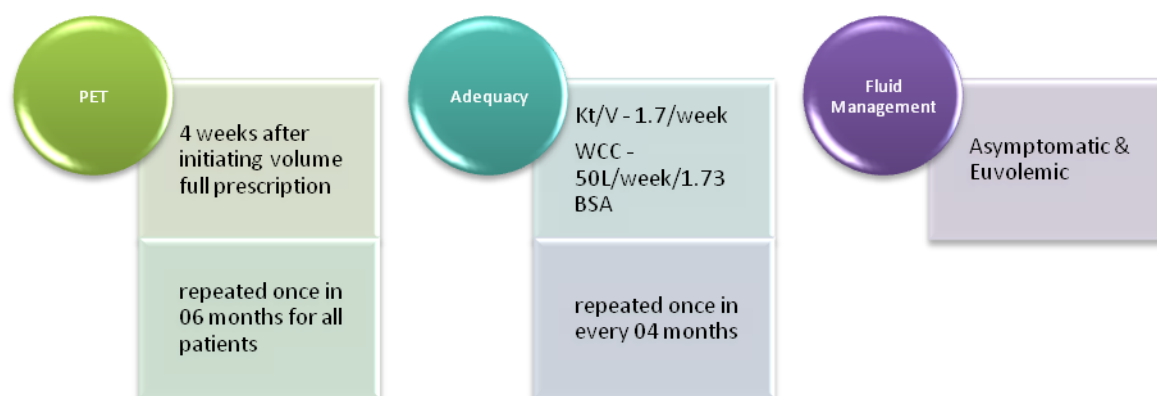 PET
4 weeks after
initiating volume
full prescription
repeated once in
06 months for all
patients
Adequacy
Kt/V - 1.7/week
WCC -
50L/week/1.73
BSA
repeated once in
every 04 months
Fluid
Management
Asymptomatic &
Euvolemic